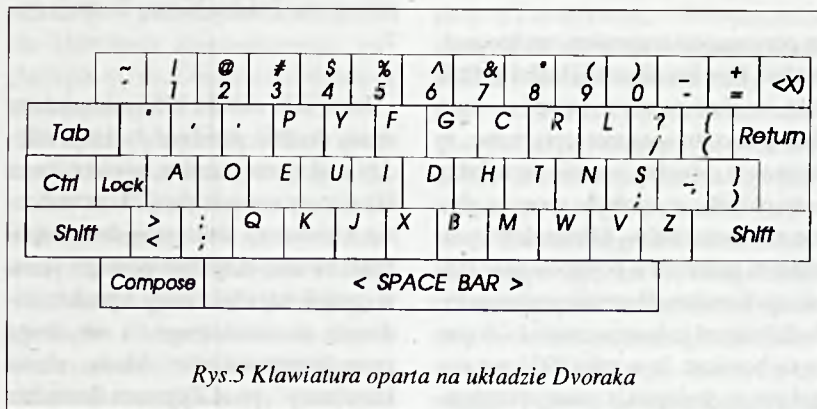 ~ ! @ # $ % ^ & * ( ) _ + <X)
. 1 2 3 4 5 6 7 8 9 0 - =
Tab " , . P Y F G C R L ? { Return
/ (
Ctrl Lock A O E U I D H T N S _ }
; - )
Shift > : Q K J X B M W V Z Shift
< ;
Compose < SPACE BAR >
Rys.5 Klawiatura oparta na układzie Dvoraka